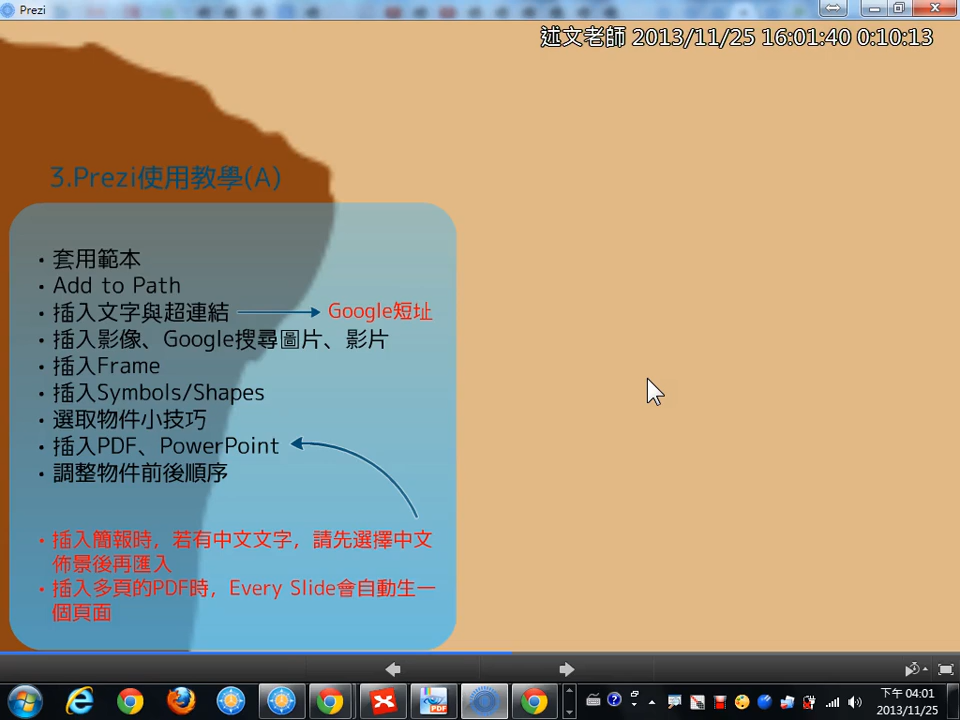 Prezi
述文老師 2013/11/25 16:01:40 0:10:13
3.Prezi使用教學(A)
• 套用範本
• Add to Path
• 插入文字與超連結
Google短址
• 插入影像、Google搜尋圖片、影片
• 插入Frame
• 插入Symbols/Shapes
• 選取物件小技巧
• 插入PDF、PowerPoint
• 調整物件前後順序
• 插入簡報時，若有中文文字，請先選擇中文
佈景後再匯入
• 插入多頁的PDF時，Every Slide會自動生一
個頁面
PDF
下午 04:01
2013/11/25